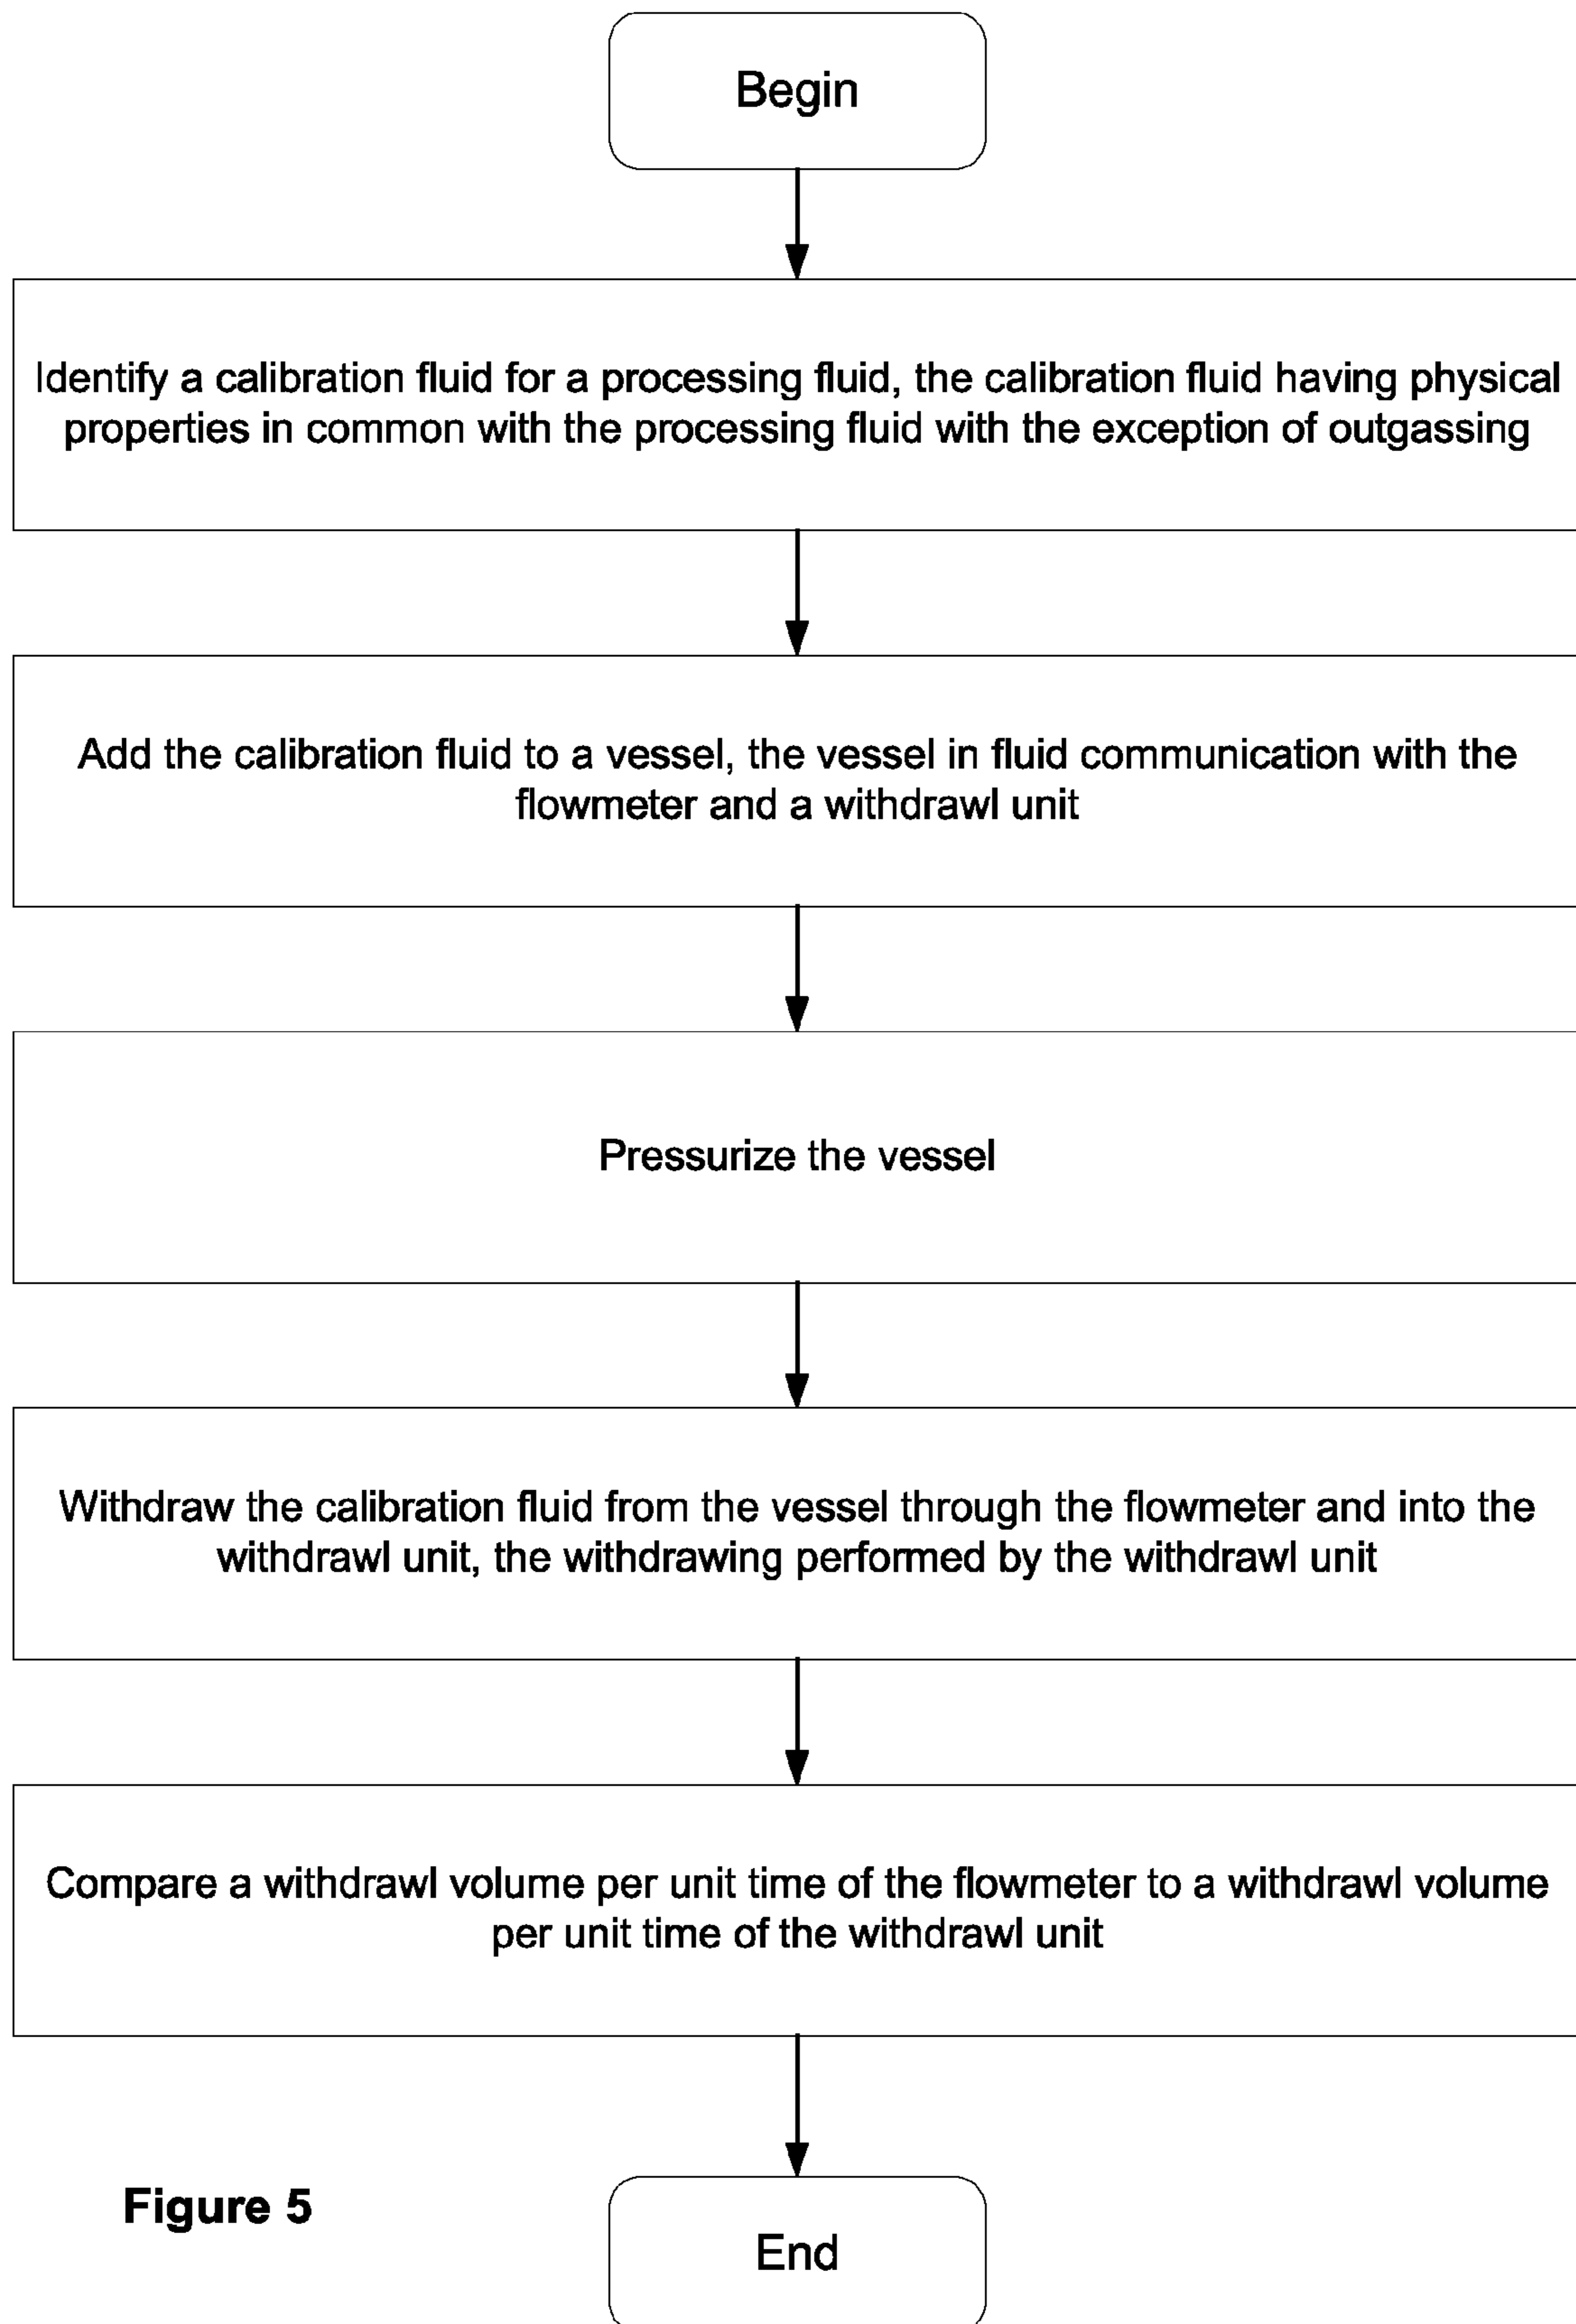 Begin
Identify a calibration fluid for a processing fluid, the calibration fluid having physical
properties in common with the processing fluid with the exception of outgassing
Add the calibration fluid to a vessel, the vessel in fluid communication with the
flowmeter and a withdrawl unit
Pressurize the vessel
Withdraw the calibration fluid from the vessel through the flowmeter and into the
withdrawl unit, the withdrawing performed by the withdrawl unit
Compare a withdrawl volume per unit time of the flowmeter to a withdrawl volume
per unit time of the withdrawl unit
Figure 5
End